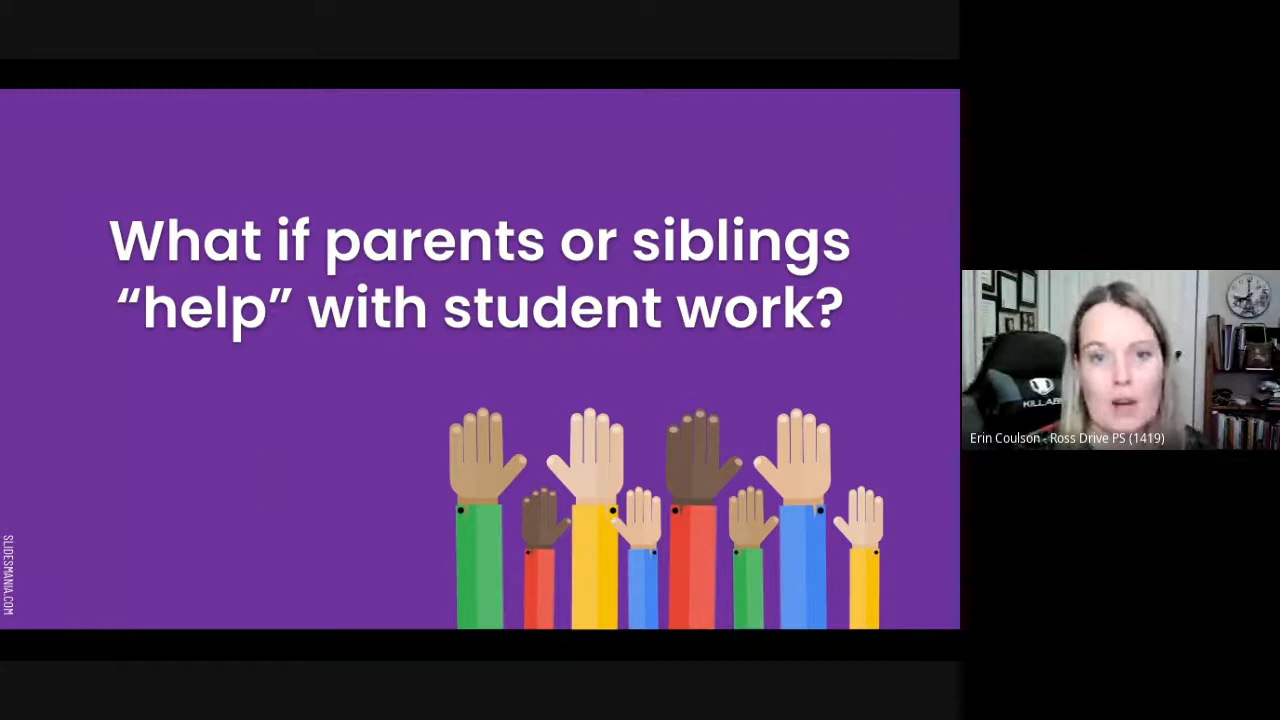 What if parents or siblings
“help” with student work?
SLIDESMANIA.COM
Erin Coulson - Ross Drive PS (1419)